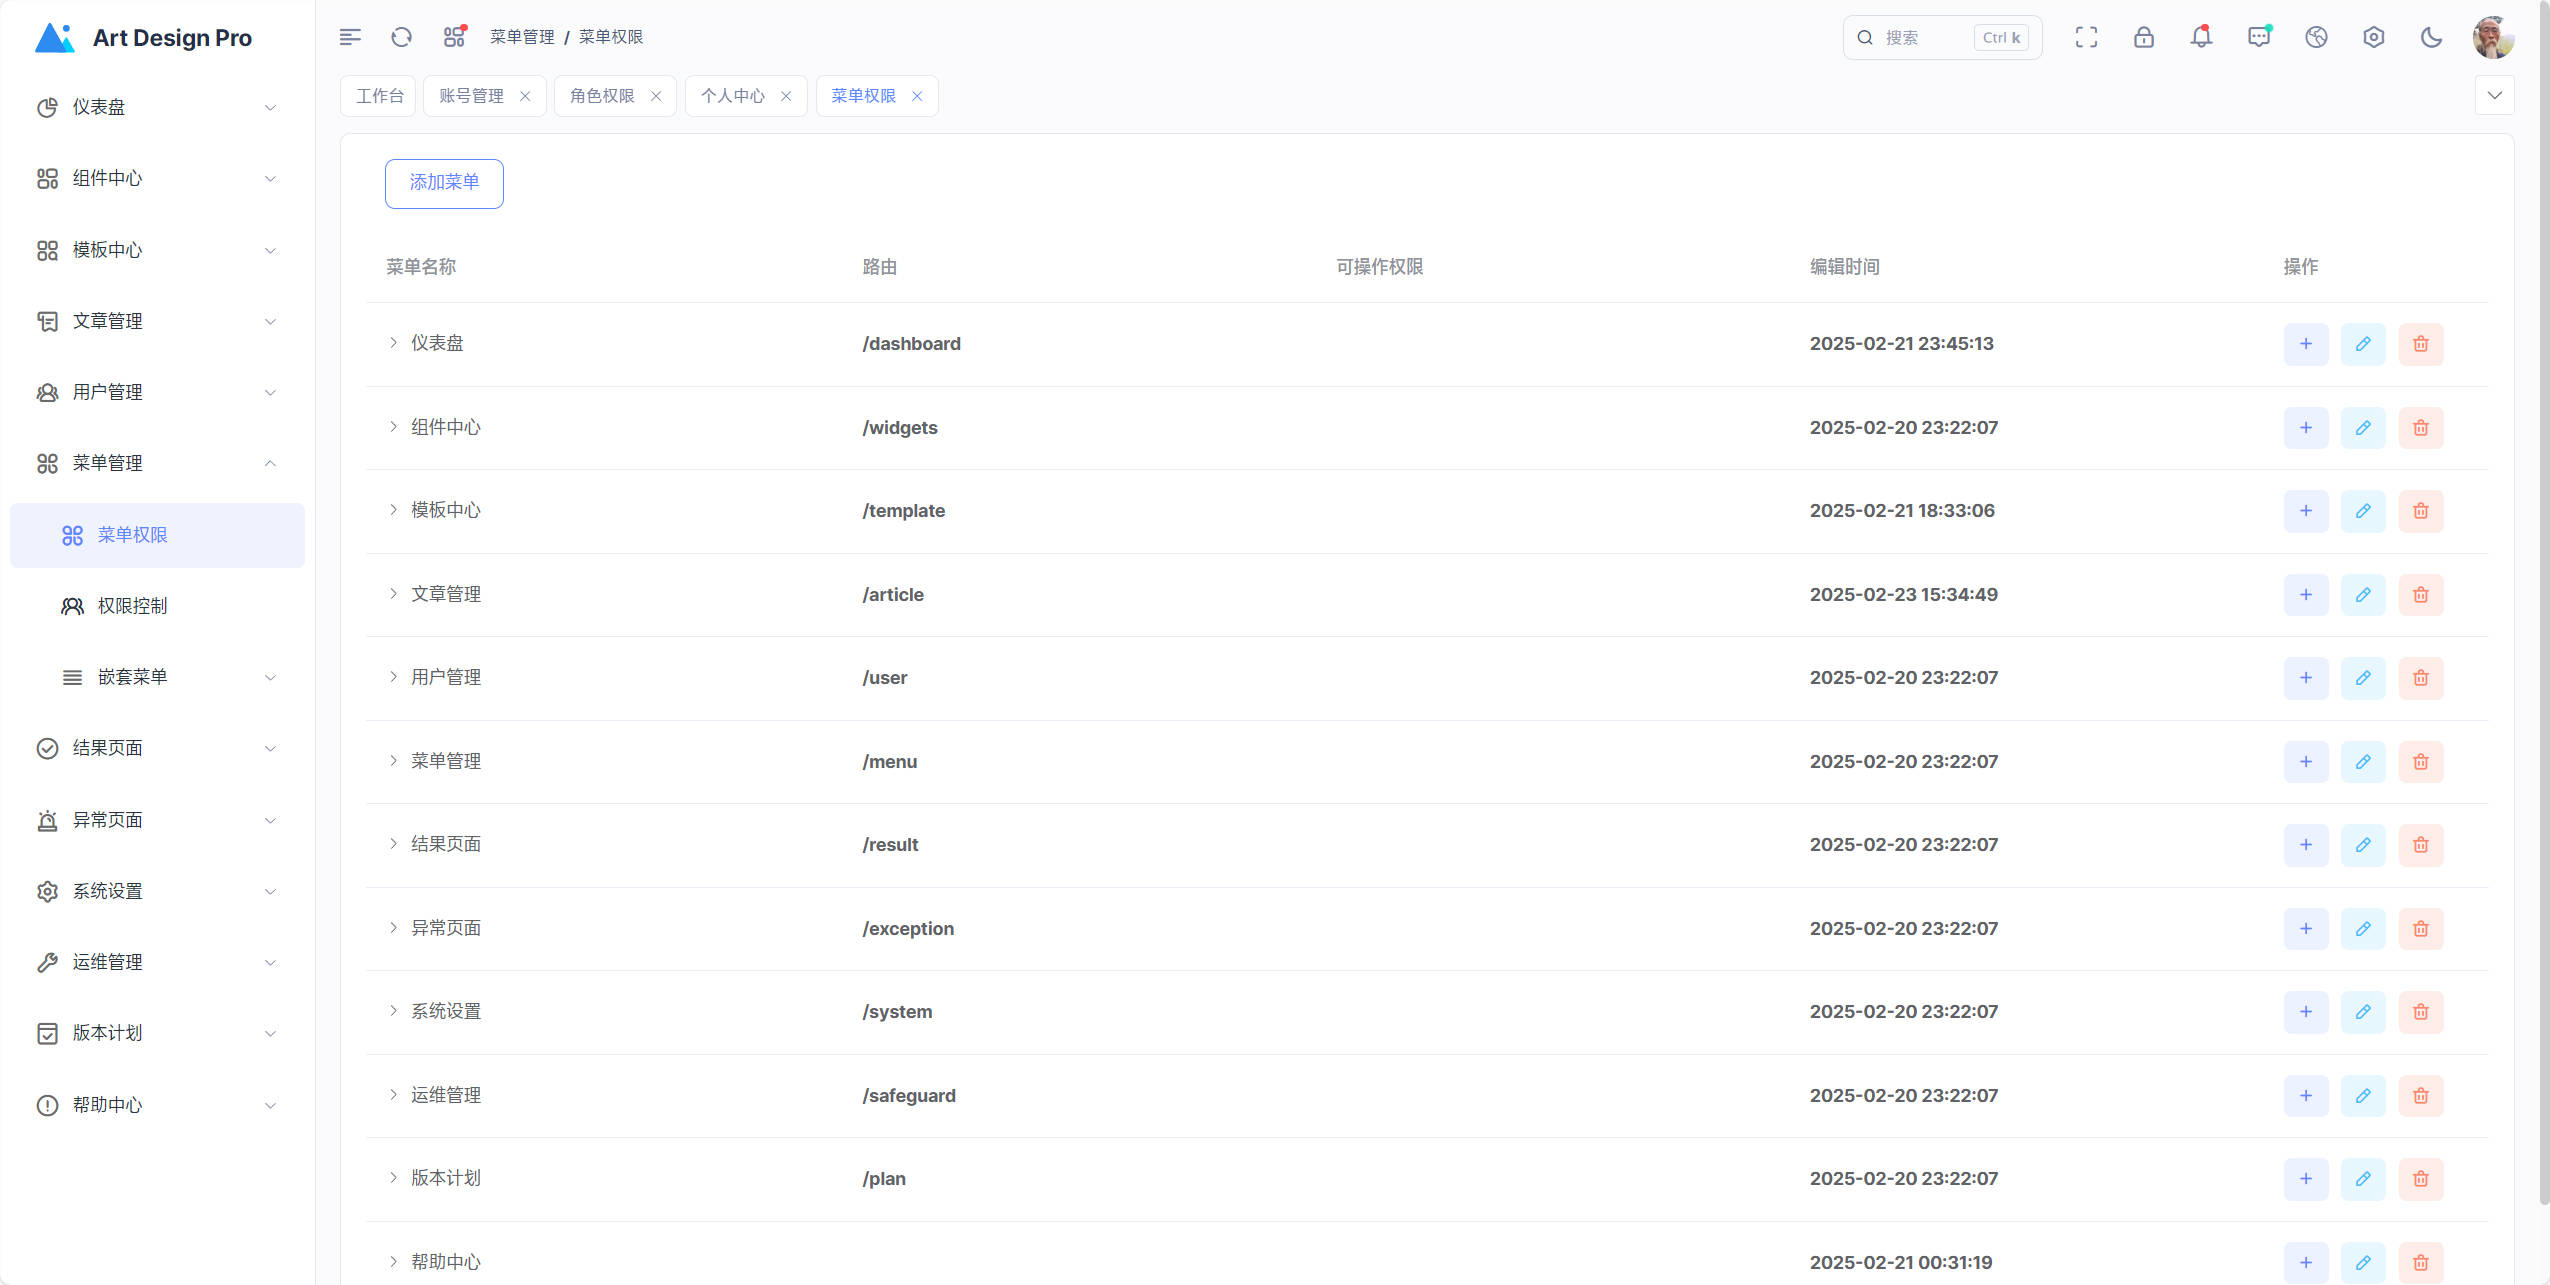 Art Design Pro
仪表盘
组件中心
模板中心
文章管理
用户管理
菜单管理
菜单权限
权限控制
嵌套菜单
结果页面
异常页面
系统设置
运维管理
版本计划
帮助中心
菜单管理 / 菜单权限
搜索 Ctrl k
工作台 账号管理 角色权限 个人中心 菜单权限
添加菜单
菜单名称 路由 可操作权限 编辑时间 操作
仪表盘 /dashboard 2025-02-21 23:45:13
组件中心 /widgets 2025-02-20 23:22:07
模板中心 /template 2025-02-21 18:33:06
文章管理 /article 2025-02-23 15:34:49
用户管理 /user 2025-02-20 23:22:07
菜单管理 /menu 2025-02-20 23:22:07
结果页面 /result 2025-02-20 23:22:07
异常页面 /exception 2025-02-20 23:22:07
系统设置 /system 2025-02-20 23:22:07
运维管理 /safeguard 2025-02-20 23:22:07
版本计划 /plan 2025-02-20 23:22:07
帮助中心 2025-02-21 00:31:19